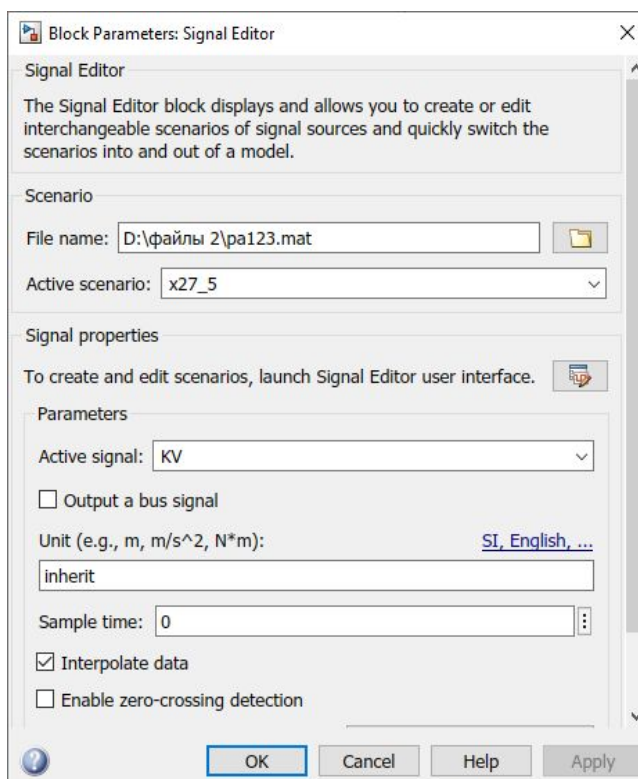 Block Parameters: Signal Editor
Signal Editor
The Signal Editor block displays and allows you to create or edit
interchangeable scenarios of signal sources and quickly switch the
scenarios into and out of a model.
Scenario
File name: D:\файлы 2\pa123.mat
Active scenario: x27_5
Signal properties
To create and edit scenarios, launch Signal Editor user interface.
Parameters
Active signal: KV
Output a bus signal
Unit (e.g., m, m/s^2, N*m): SI, English, ...
inherit
Sample time: 0
Interpolate data
Enable zero-crossing detection
OK Cancel Help Apply